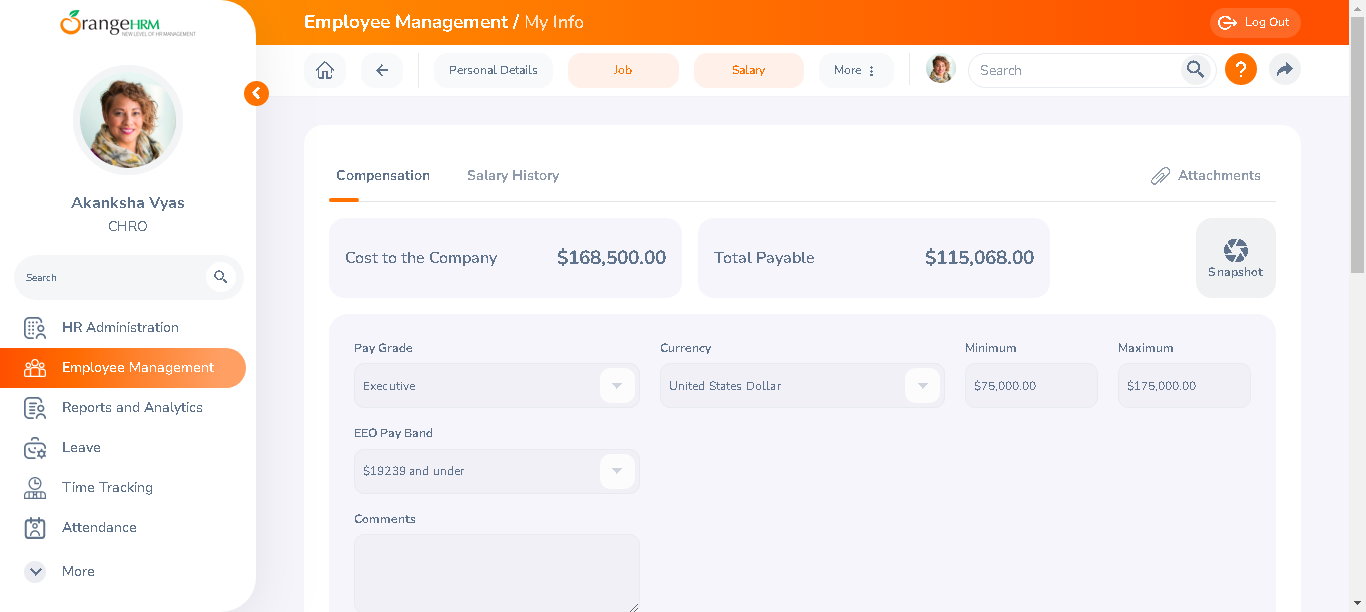 OrangeHRM
NEW LEVEL OF HR MANAGEMENT
Akanksha Vyas
CHRO
Search
HR Administration
Employee Management
Reports and Analytics
Leave
Time Tracking
Attendance
More
Employee Management / My Info
Log Out
Personal Details
Job
Salary
More
Search
?
Compensation
Salary History
Attachments
Cost to the Company $168,500.00
Total Payable $115,068.00
Snapshot
Pay Grade
Currency
Minimum
Maximum
Executive
United States Dollar
$75,000.00
$175,000.00
EEO Pay Band
$19239 and under
Comments